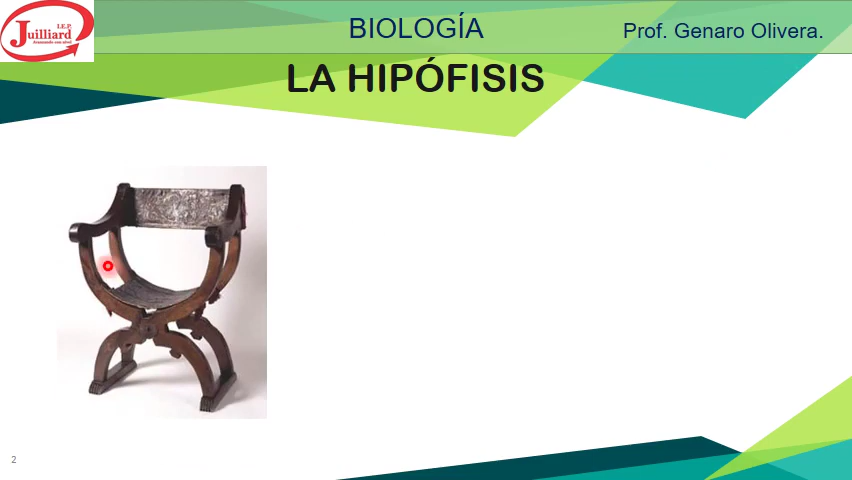 I.E.P.
Juilliard
BIOLOGÍA
Prof. Genaro Olivera.
LA HIPÓFISIS
2